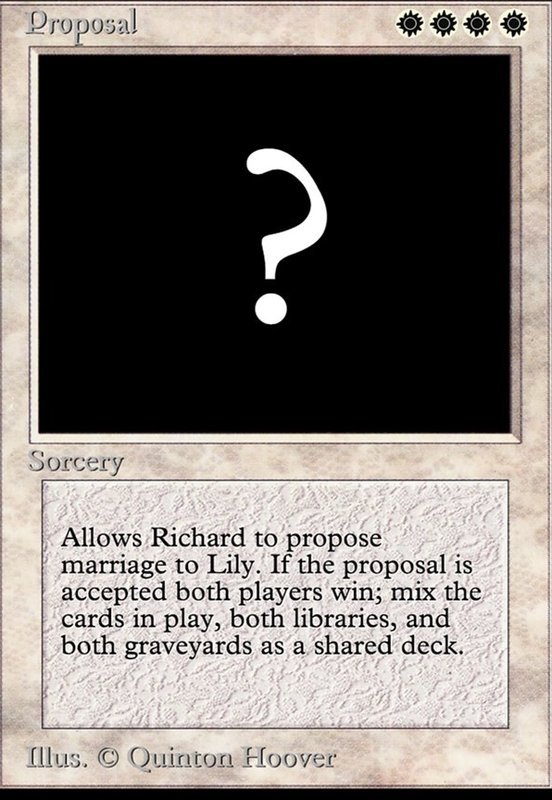 Proposal
?
Sorcery
Allows Richard to propose
marriage to Lily. If the proposal is
accepted both players win; mix the
cards in play, both libraries, and
both graveyards as a shared deck.
Illus. © Quinton Hoover